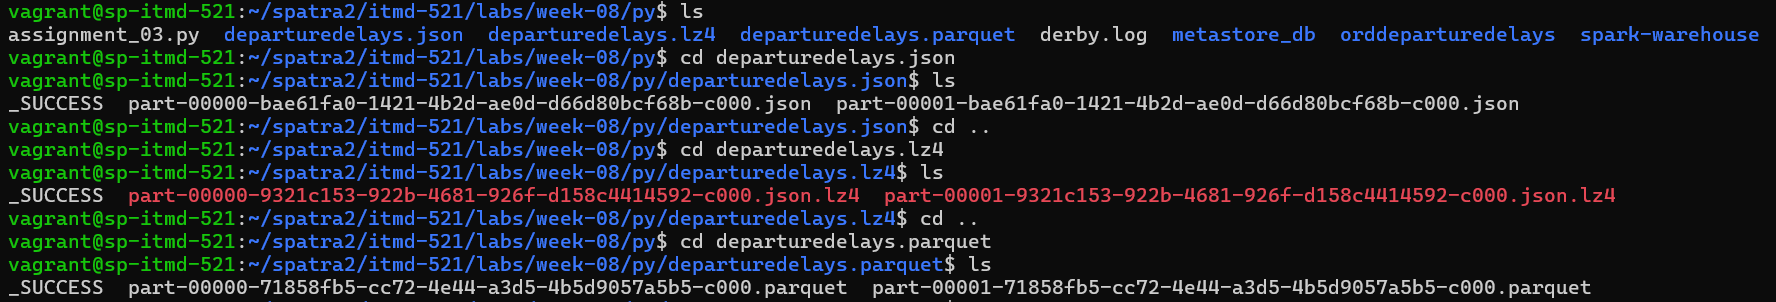 vagrant@sp-itmd-521:~/spatra2/itmd-521/labs/week-08/py$ ls
assignment_03.py  departuredelays.json  departuredelays.lz4  departuredelays.parquet  derby.log  metastore_db  orddeparturedelays  spark-warehouse
vagrant@sp-itmd-521:~/spatra2/itmd-521/labs/week-08/py$ cd departuredelays.json
vagrant@sp-itmd-521:~/spatra2/itmd-521/labs/week-08/py/departuredelays.json$ ls
_SUCCESS  part-00000-bae61fa0-1421-4b2d-ae0d-d66d80bcf68b-c000.json  part-00001-bae61fa0-1421-4b2d-ae0d-d66d80bcf68b-c000.json
vagrant@sp-itmd-521:~/spatra2/itmd-521/labs/week-08/py/departuredelays.json$ cd ..
vagrant@sp-itmd-521:~/spatra2/itmd-521/labs/week-08/py$ cd departuredelays.lz4
vagrant@sp-itmd-521:~/spatra2/itmd-521/labs/week-08/py/departuredelays.lz4$ ls
_SUCCESS  part-00000-9321c153-922b-4681-926f-d158c4414592-c000.json.lz4  part-00001-9321c153-922b-4681-926f-d158c4414592-c000.json.lz4
vagrant@sp-itmd-521:~/spatra2/itmd-521/labs/week-08/py/departuredelays.lz4$ cd ..
vagrant@sp-itmd-521:~/spatra2/itmd-521/labs/week-08/py$ cd departuredelays.parquet
vagrant@sp-itmd-521:~/spatra2/itmd-521/labs/week-08/py/departuredelays.parquet$ ls
_SUCCESS  part-00000-71858fb5-cc72-4e44-a3d5-4b5d9057a5b5-c000.parquet  part-00001-71858fb5-cc72-4e44-a3d5-4b5d9057a5b5-c000.parquet